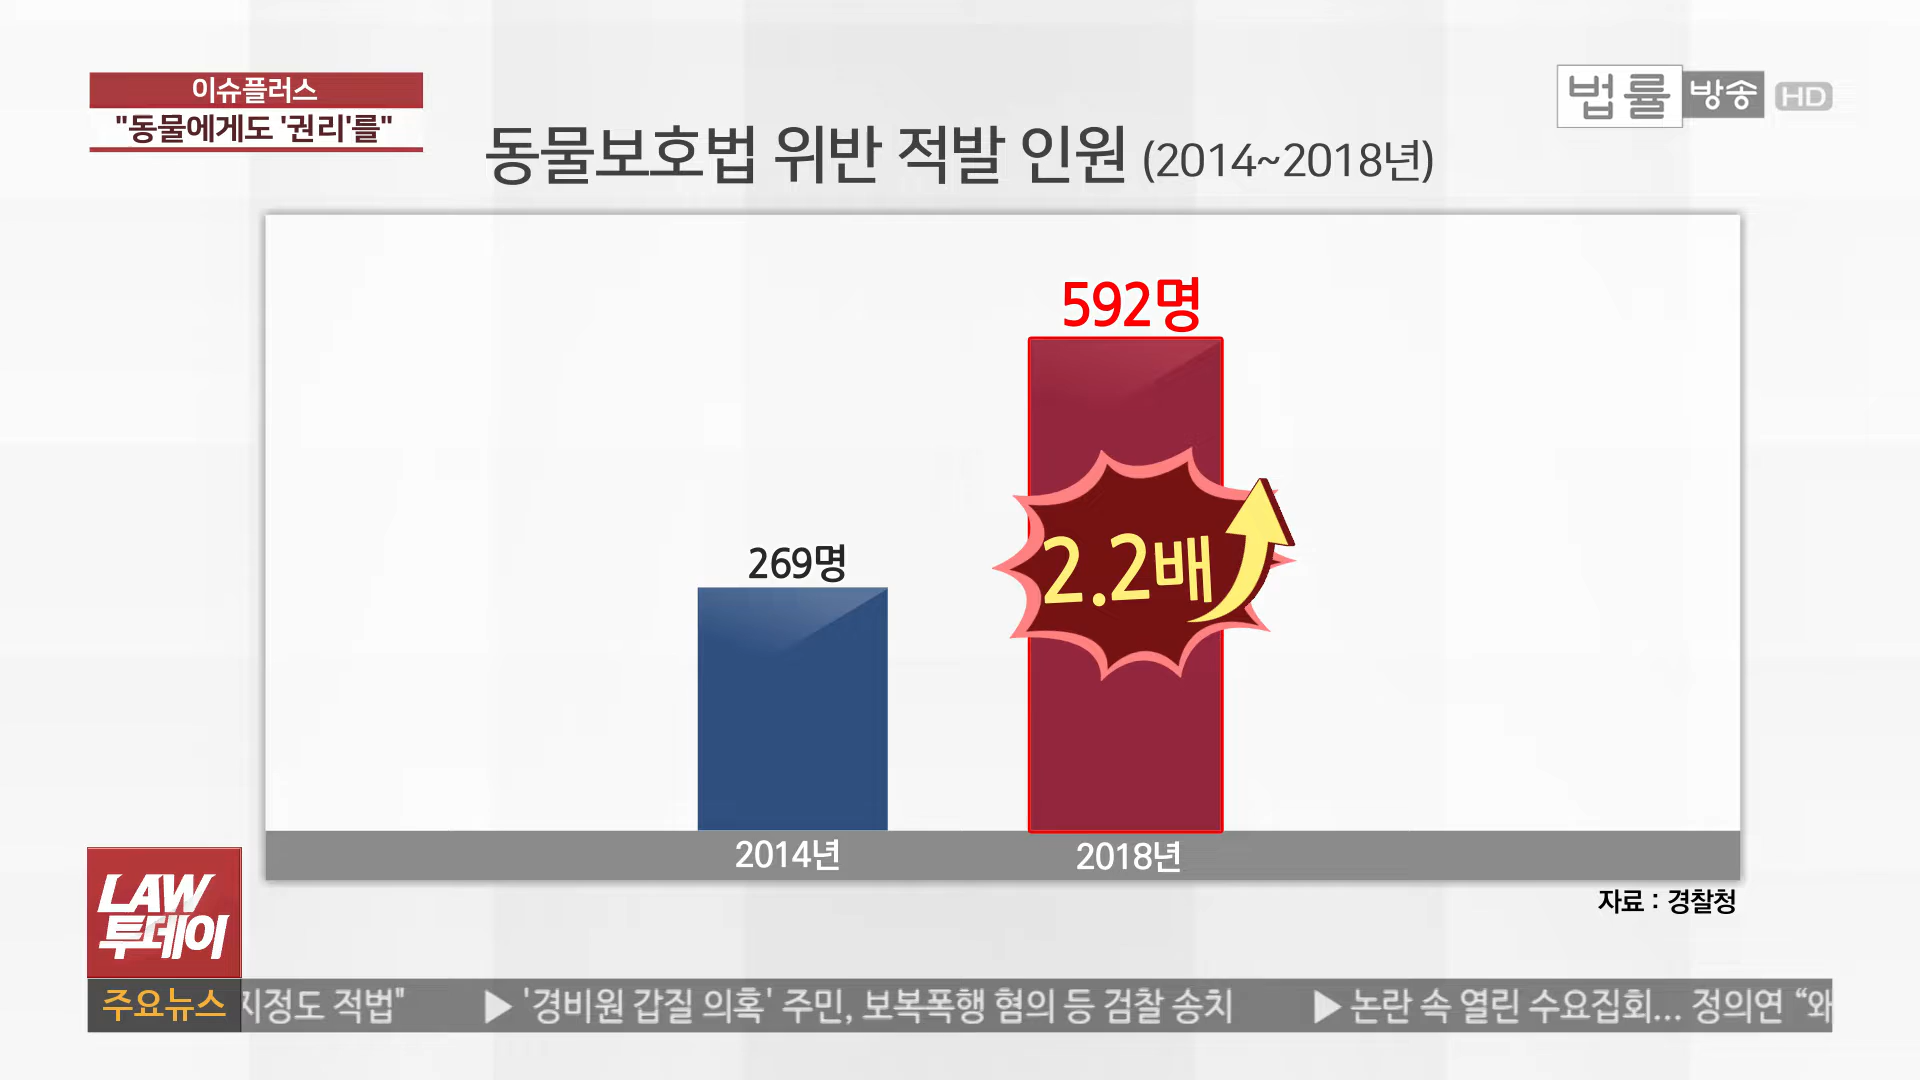 이슈플러스
"동물에게도 '권리'를"
법률방송 HD
동물보호법 위반 적발 인원 (2014~2018년)
592명
2.2배
269명
2014년
2018년
자료 : 경찰청
LAW
투데이
주요뉴스
지정도 적법" ▶ '경비원 갑질 의혹' 주민, 보복폭행 혐의 등 검찰 송치 ▶ 논란 속 열린 수요집회... 정의연 “왜